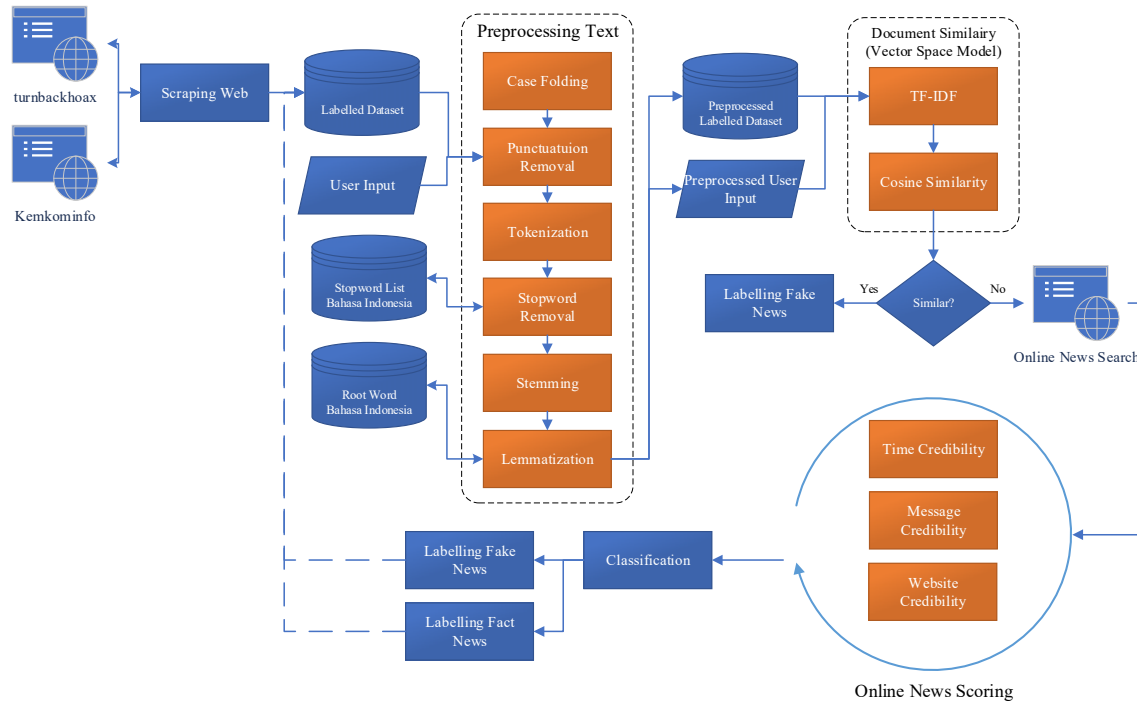 turnbackhoax
Kemkominfo
Scraping Web
Labelled Dataset
User Input
Stopword List
Bahasa Indonesia
Root Word
Bahasa Indonesia
Preprocessing Text
Case Folding
Punctuatuion
Removal
Tokenization
Stopword
Removal
Stemming
Lemmatization
Preprocessed
Labelled Dataset
Preprocessed User
Input
Document Similairy
(Vector Space Model)
TF-IDF
Cosine Similarity
Similar?
Yes
No
Labelling Fake
News
Online News Search
Time Credibility
Message
Credibility
Website
Credibility
Online News Scoring
Classification
Labelling Fake
News
Labelling Fact
News